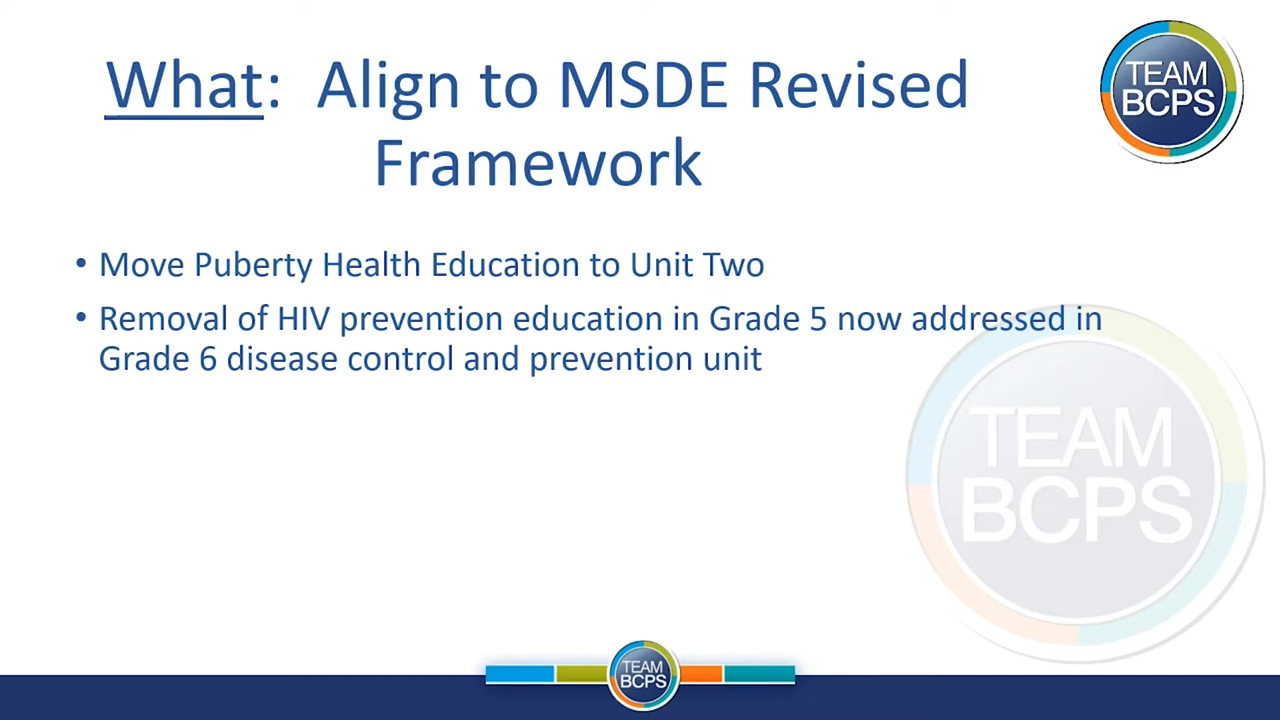 What: Align to MSDE Revised
Framework
TEAM
BCPS
• Move Puberty Health Education to Unit Two
• Removal of HIV prevention education in Grade 5 now addressed in
Grade 6 disease control and prevention unit
TEAM
BCPS
TEAM
BCPS